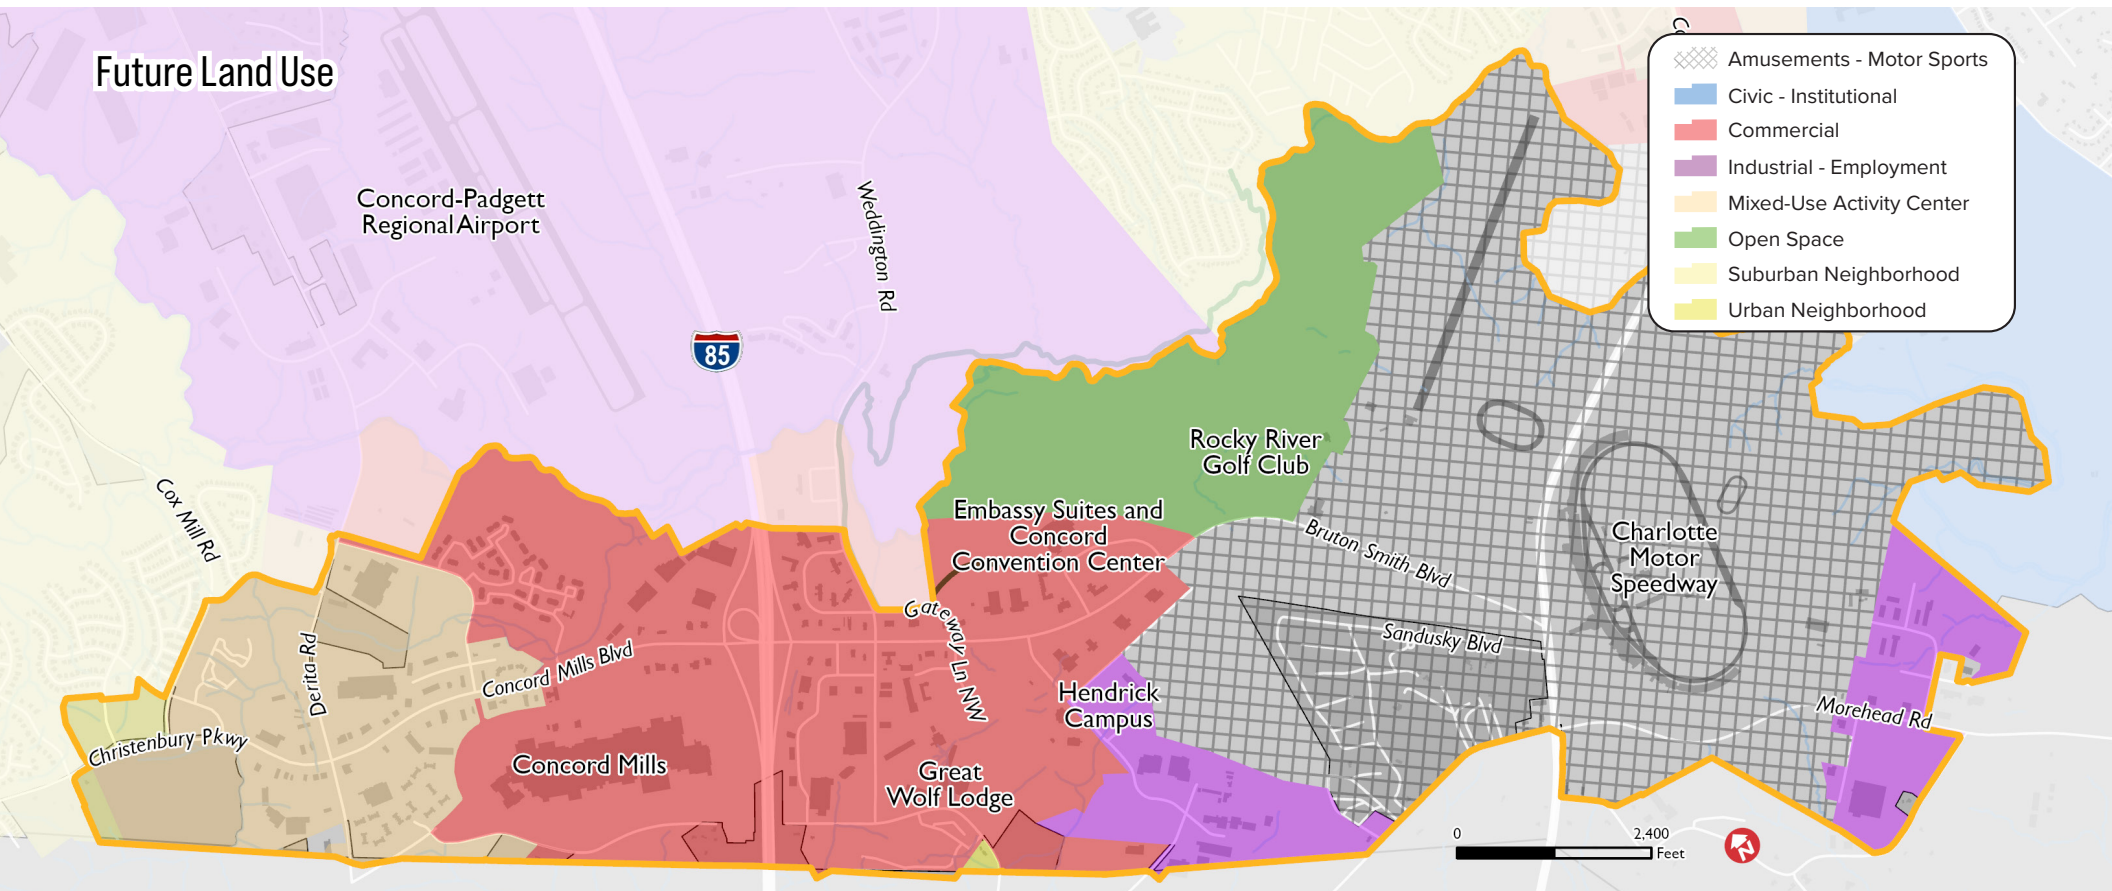 Future Land Use
Co
Amusements - Motor Sports
Civic - Institutional
Commercial
Industrial - Employment
Mixed-Use Activity Center
Open Space
Suburban Neighborhood
Urban Neighborhood
Concord-Padgett
Regional Airport
Weddington Rd
85
Rocky River
Golf Club
Cox Mill Rd
Embassy Suites and
Concord
Convention Center
Bruton Smith Blvd
Charlotte
Motor
Speedway
Gateway Ln NW
Sandusky Blvd
Derita Rd
Concord Mills Blvd
Hendrick
Campus
Morehead Rd
Christenbury Pkwy
Concord Mills
Great
Wolf Lodge
0 2,400
Feet
N